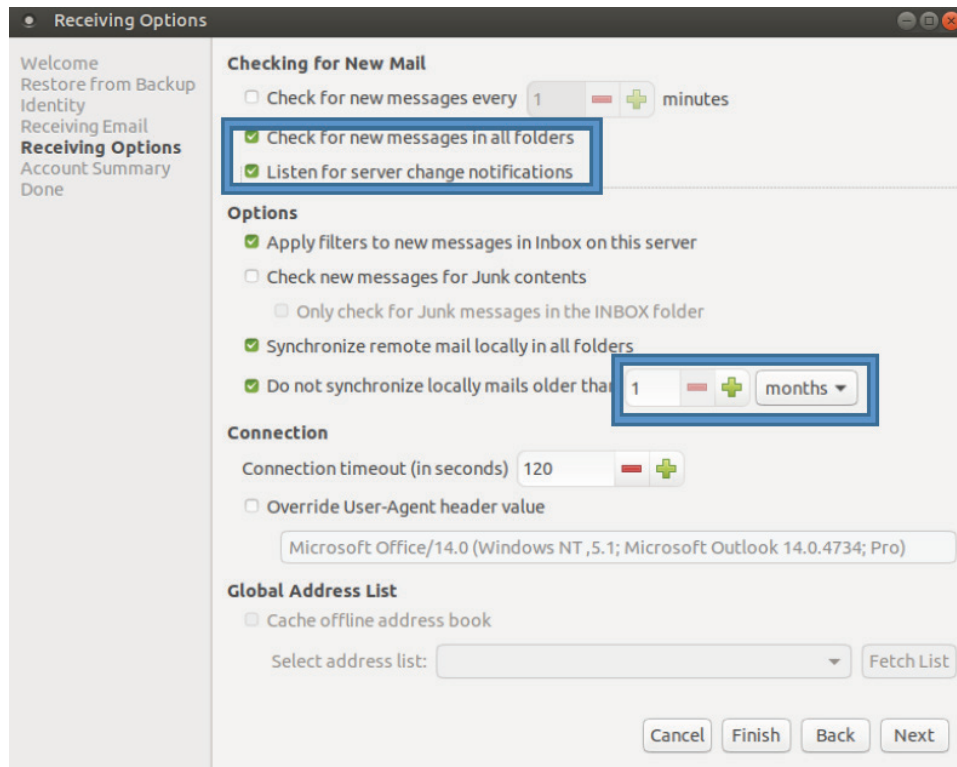 Receiving Options
Welcome
Restore from Backup
Identity
Receiving Email
Receiving Options
Account Summary
Done
Checking for New Mail
Check for new messages every 1 minutes
Check for new messages in all folders
Listen for server change notifications
Options
Apply filters to new messages in Inbox on this server
Check new messages for Junk contents
Only check for Junk messages in the INBOX folder
Synchronize remote mail locally in all folders
Do not synchronize locally mails older than 1 months
Connection
Connection timeout (in seconds) 120
Override User-Agent header value
Microsoft Office/14.0 (Windows NT ,5.1; Microsoft Outlook 14.0.4734; Pro)
Global Address List
Cache offline address book
Select address list: Fetch List
Cancel Finish Back Next